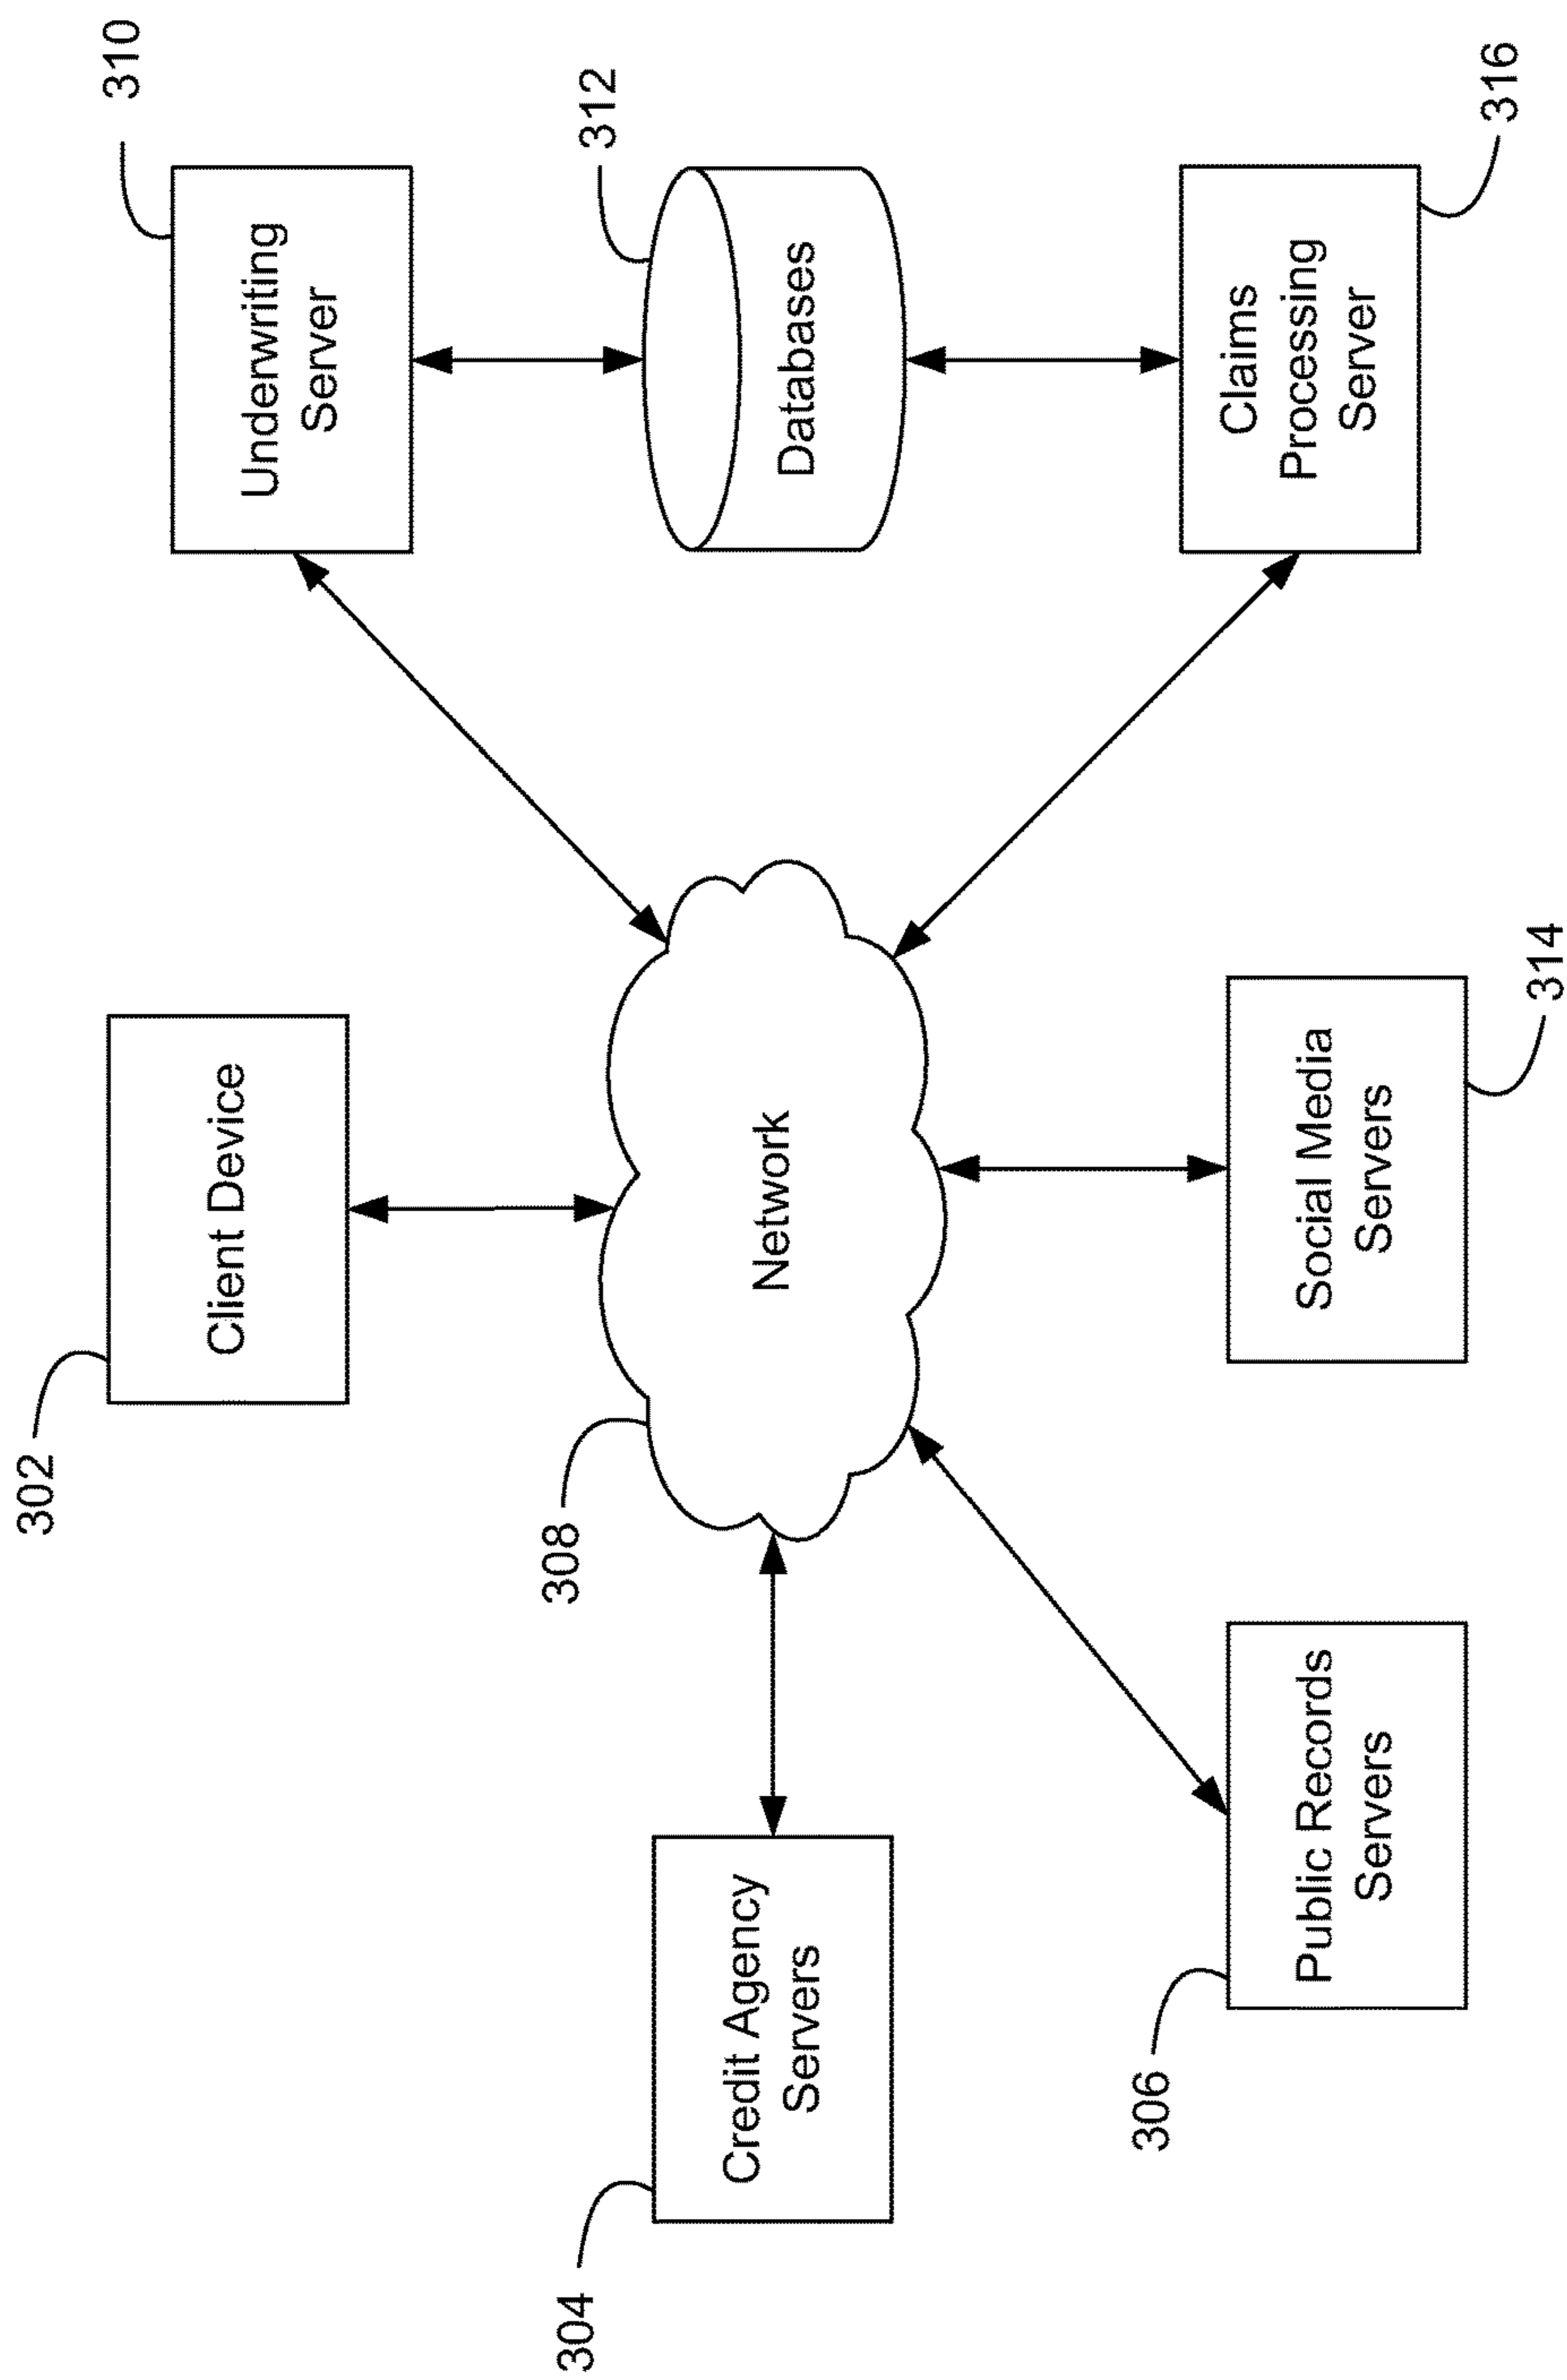 302
Client Device
310
Underwriting
Server
304
Credit Agency
Servers
308
Network
312
Databases
306
Public Records
Servers
Social Media
Servers
314
Claims
Processing
Server
316